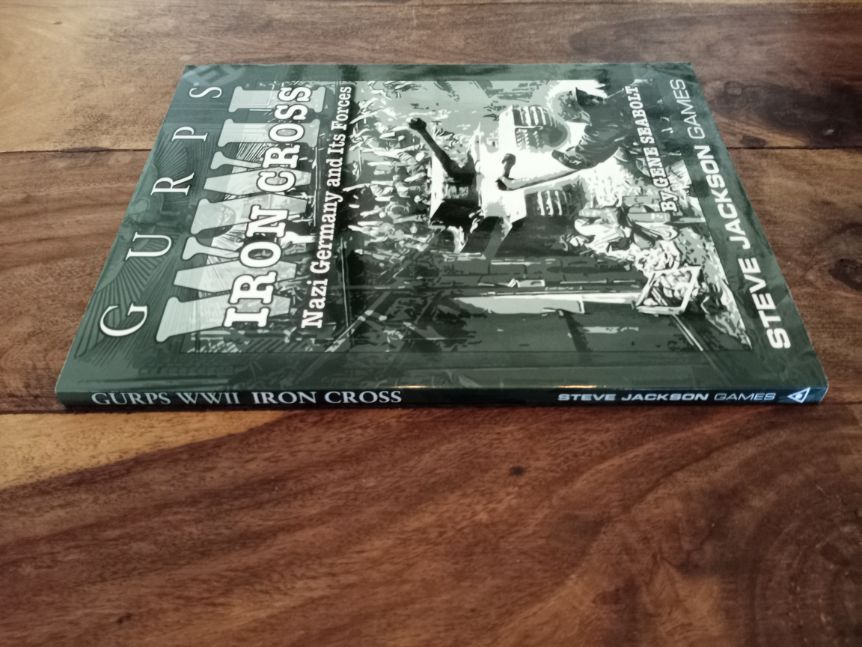 GURPS
WWII
IRON CROSS
Nazi Germany and Its Forces
BY GENE SEABOLT
STEVE JACKSON GAMES
GURPS WWII IRON CROSS
STEVE JACKSON GAMES